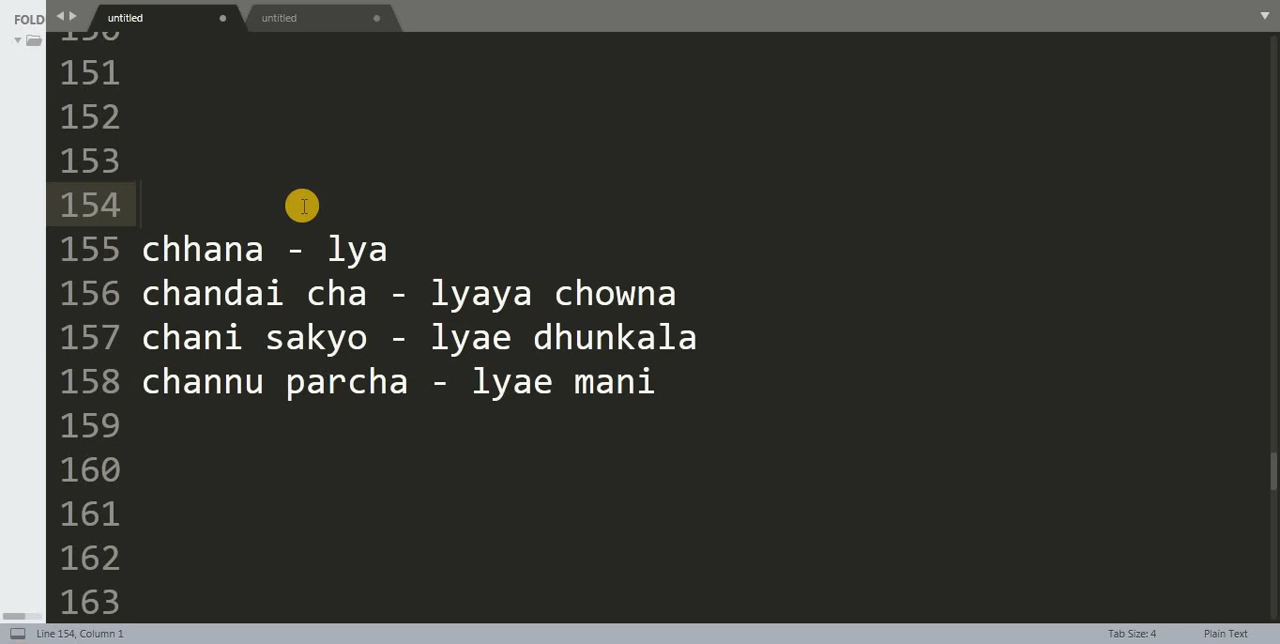 FOLD
untitled
untitled
151
152
153
154
155 chhana - lya
156 chandai cha - lyaya chowna
157 chani sakyo - lyae dhunkala
158 channu parcha - lyae mani
159
160
161
162
163
Line 154, Column 1
Tab Size: 4
Plain Text